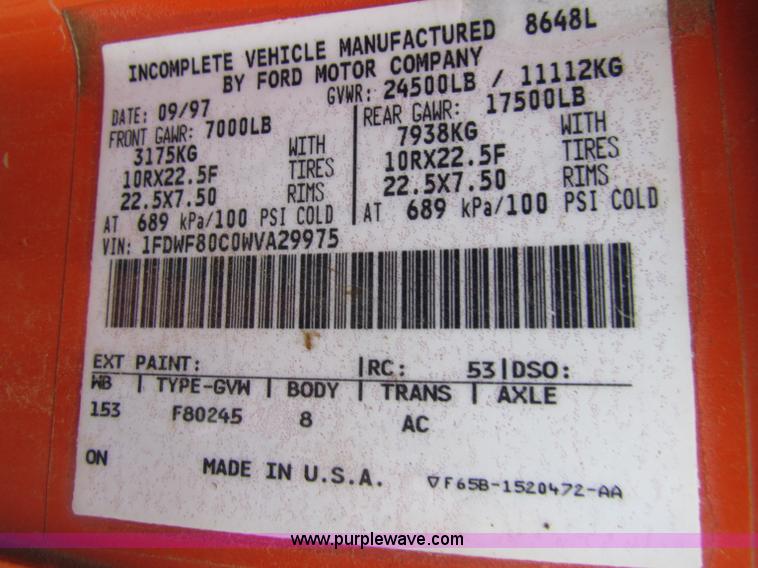 INCOMPLETE VEHICLE MANUFACTURED 8648L
BY FORD MOTOR COMPANY
DATE: 09/97 GVWR: 24500LB / 11112KG
FRONT GAWR: 7000LB
3175KG WITH
10RX22.5F TIRES
22.5X7.50 RIMS
AT 689 kPa/100 PSI COLD
REAR GAWR: 17500LB
7938KG WITH
10RX22.5F TIRES
22.5X7.50 RIMS
AT 689 kPa/100 PSI COLD
VIN: 1FDWF80C0WVA29975
EXT PAINT: |RC: 53|DSO:
WB | TYPE-GVW | BODY | TRANS | AXLE
153 F80245 8 AC
ON MADE IN U.S.A. ▽F65B-1520472-AA
www.purplewave.com